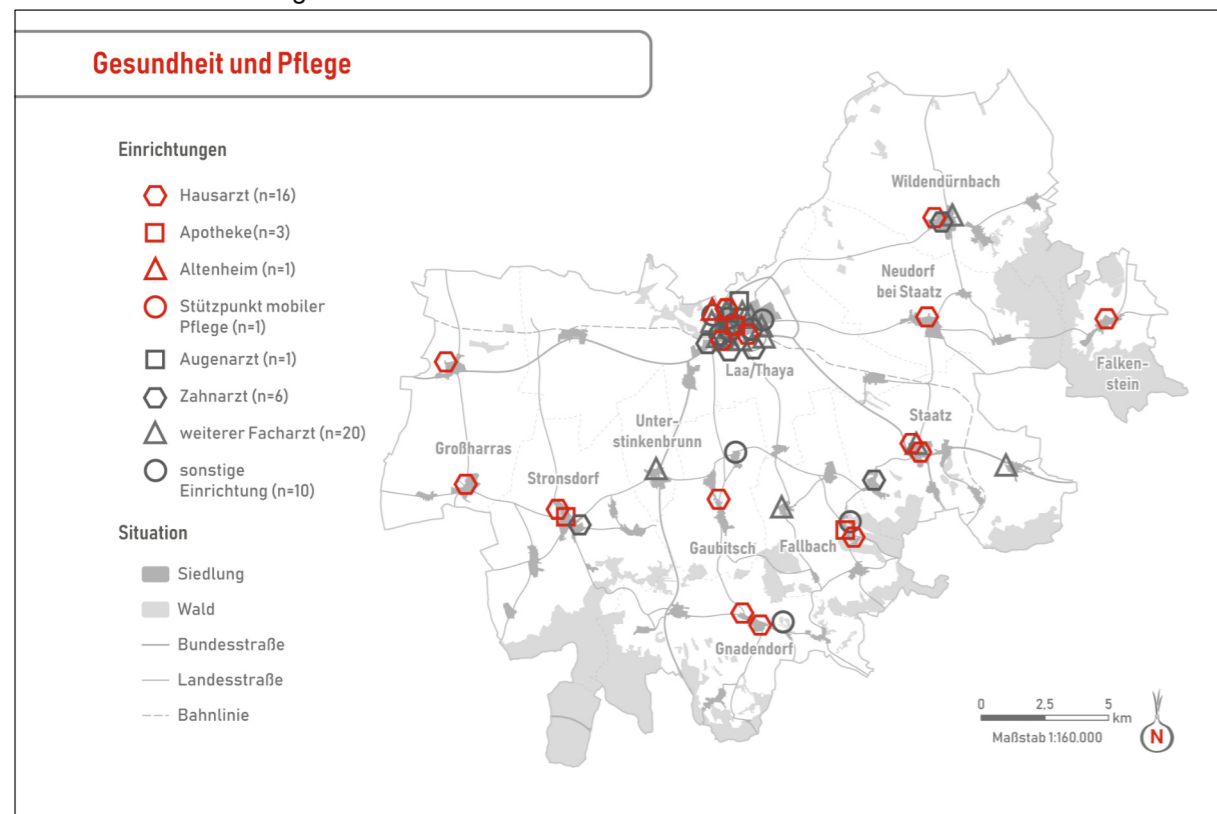 Gesundheit und Pflege
Einrichtungen
Hausarzt (n=16)
Apotheke(n=3)
Altenheim (n=1)
Stützpunkt mobiler
Pflege (n=1)
Augenarzt (n=1)
Zahnarzt (n=6)
weiterer Facharzt (n=20)
sonstige
Einrichtung (n=10)
Situation
Siedlung
Wald
Bundesstraße
Landesstraße
Bahnlinie
Wildendürnbach
Neudorf
bei Staatz
Falken-
stein
Laa/Thaya
Staatz
Unter-
stinkenbrunn
Großharras
Stronsdorf
Gaubitsch
Fallbach
Gnadendorf
0 2,5 5
km
Maßstab 1:160.000
N